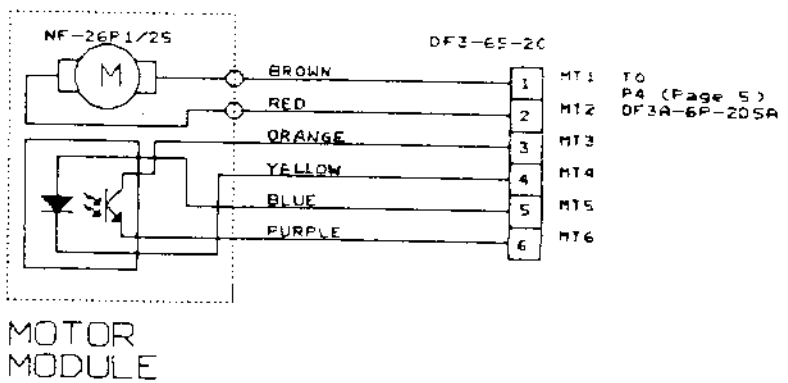 NF-26P1/2S
DF3-6S-2C
M
BROWN
1
MT1
TO
P4 (Page 5)
DF3A-6P-2DSA
RED
2
MT2
ORANGE
3
MT3
YELLOW
4
MT4
BLUE
5
MT5
PURPLE
6
MT6
MOTOR
MODULE